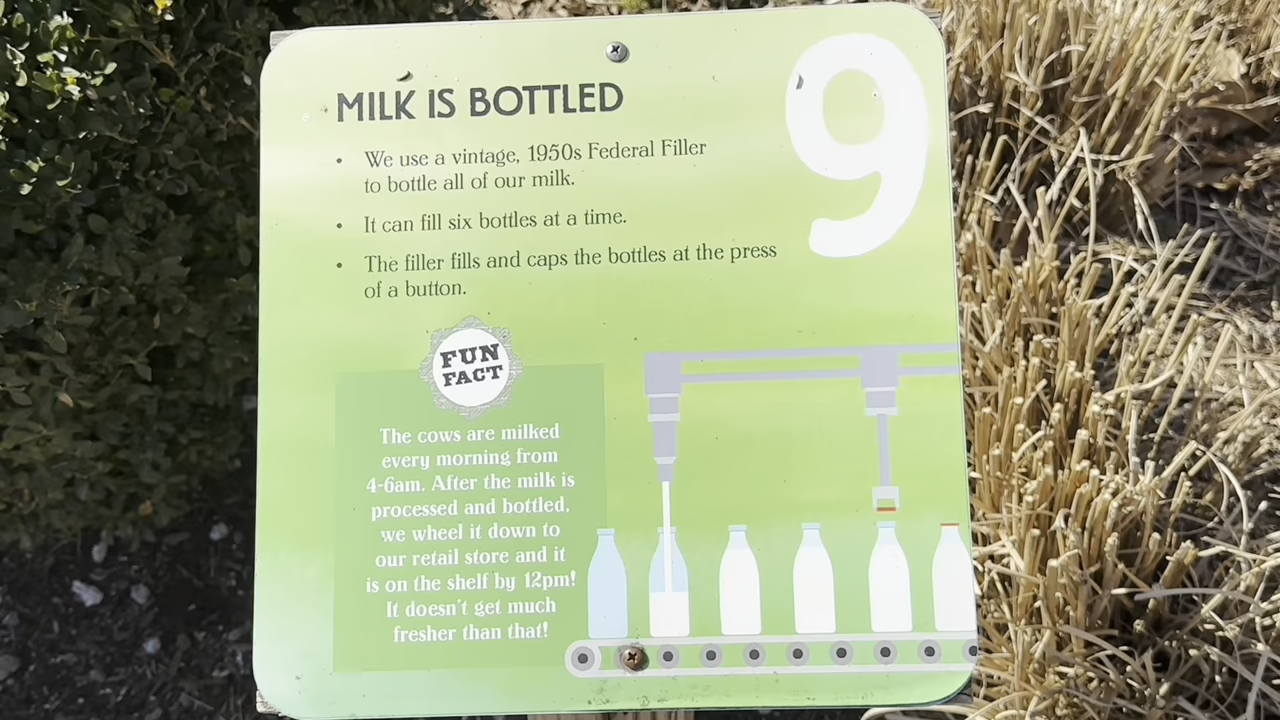 MILK IS BOTTLED
9
• We use a vintage, 1950s Federal Filler
to bottle all of our milk.
• It can fill six bottles at a time.
• The filler fills and caps the bottles at the press
of a button.
FUN
FACT
The cows are milked
every morning from
4-6am. After the milk is
processed and bottled,
we wheel it down to
our retail store and it
is on the shelf by 12pm!
It doesn't get much
fresher than that!